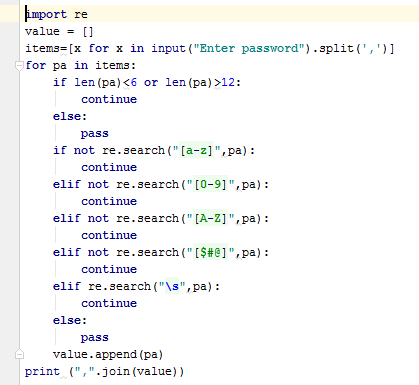 import re
value = []
items=[x for x in input("Enter password").split(',')]
for pa in items:
    if len(pa)<6 or len(pa)>12:
        continue
    else:
        pass
    if not re.search("[a-z]",pa):
        continue
    elif not re.search("[0-9]",pa):
        continue
    elif not re.search("[A-Z]",pa):
        continue
    elif not re.search("[$#@]",pa):
        continue
    elif re.search("\s",pa):
        continue
    else:
        pass
    value.append(pa)
print (",".join(value))